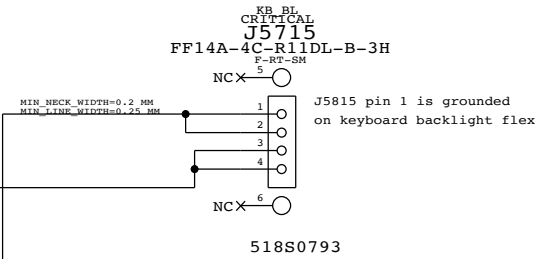 KB_BL
CRITICAL
J5715
FF14A-4C-R11DL-B-3H
F-RT-SM
NC 5
MIN_NECK_WIDTH=0.2 MM
MIN_LINE_WIDTH=0.25 MM
1
J5815 pin 1 is grounded
2
on keyboard backlight flex
3
4
NC 6
518S0793